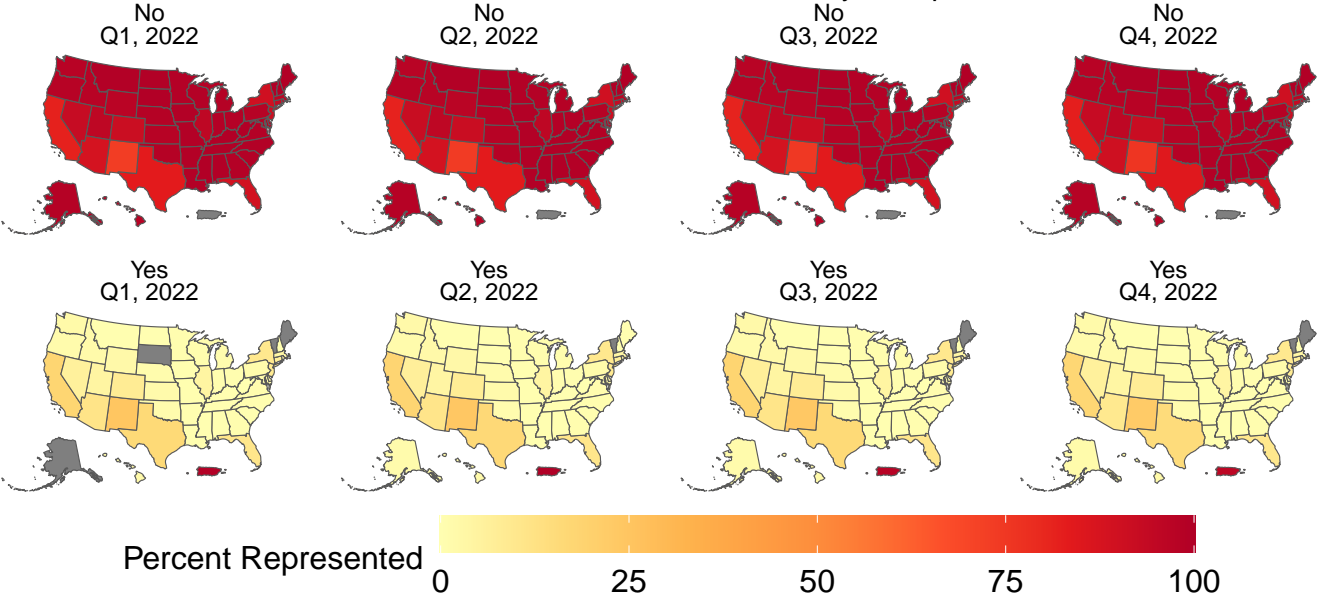 No
Q1, 2022
No
Q2, 2022
No
Q3, 2022
No
Q4, 2022
Yes
Q1, 2022
Yes
Q2, 2022
Yes
Q3, 2022
Yes
Q4, 2022
Percent Represented
0 25 50 75 100